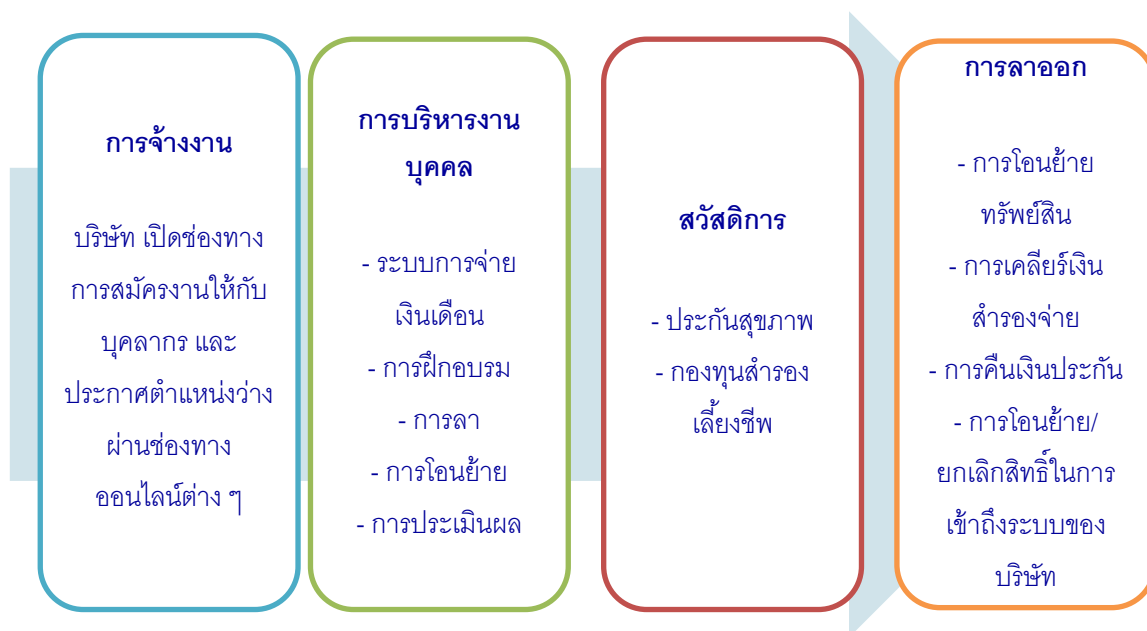 การจ้างงาน
บริษัท เปิดช่องทาง
การสมัครงานให้กับ
บุคลากร และ
ประกาศตำแหน่งว่าง
ผ่านช่องทาง
ออนไลน์ต่าง ๆ
การบริหารงาน
บุคคล
- ระบบการจ่าย
เงินเดือน
- การฝึกอบรม
- การลา
- การโอนย้าย
- การประเมินผล
สวัสดิการ
- ประกันสุขภาพ
- กองทุนสำรอง
เลี้ยงชีพ
การลาออก
- การโอนย้าย
ทรัพย์สิน
- การเคลียร์เงิน
สำรองจ่าย
- การคืนเงินประกัน
- การโอนย้าย/
ยกเลิกสิทธิ์ในการ
เข้าถึงระบบของ
บริษัท